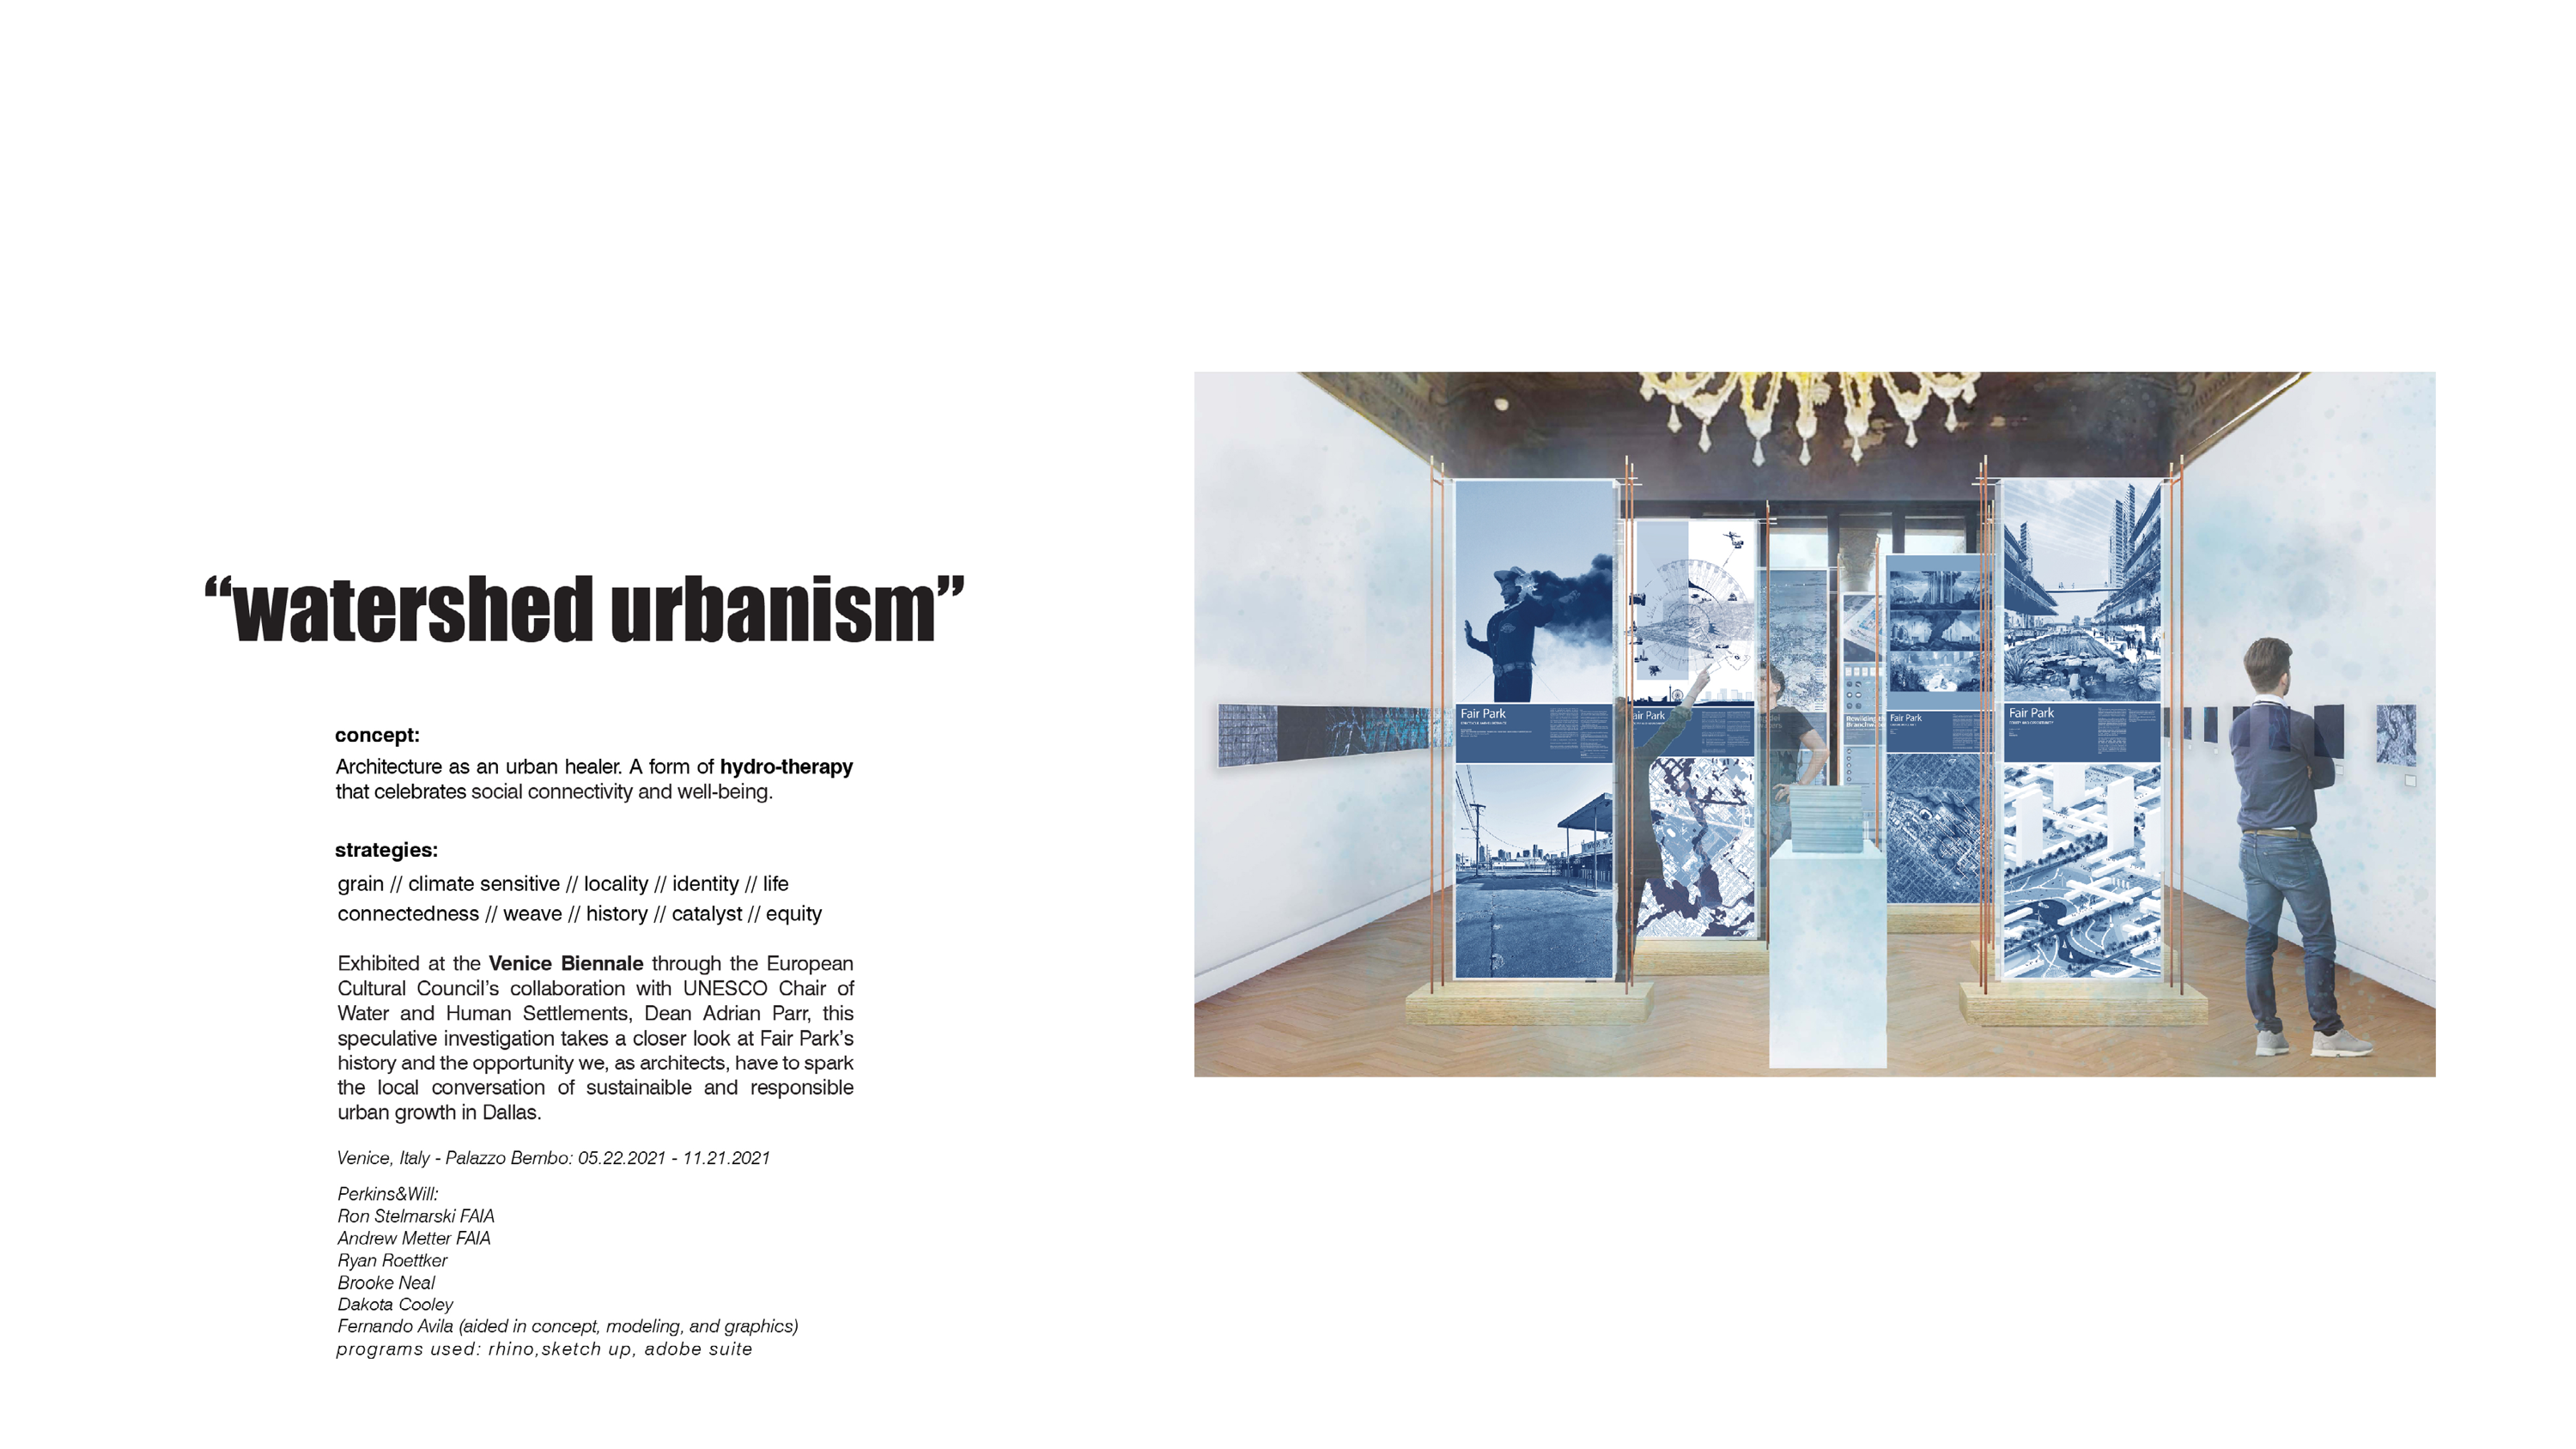 “watershed urbanism”
concept:
Architecture as an urban healer. A form of hydro-therapy
that celebrates social connectivity and well-being.
strategies:
grain // climate sensitive // locality // identity // life
connectedness // weave // history // catalyst // equity
Exhibited at the Venice Biennale through the European
Cultural Council’s collaboration with UNESCO Chair of
Water and Human Settlements, Dean Adrian Parr, this
speculative investigation takes a closer look at Fair Park’s
history and the opportunity we, as architects, have to spark
the local conversation of sustainaible and responsible
urban growth in Dallas.
Venice, Italy - Palazzo Bembo: 05.22.2021 - 11.21.2021
Perkins&Will:
Ron Stelmarski FAIA
Andrew Metter FAIA
Ryan Roettker
Brooke Neal
Dakota Cooley
Fernando Avila (aided in concept, modeling, and graphics)
programs used: rhino,sketch up, adobe suite
Fair Park
Fair Park
Fair Park
Fair Park